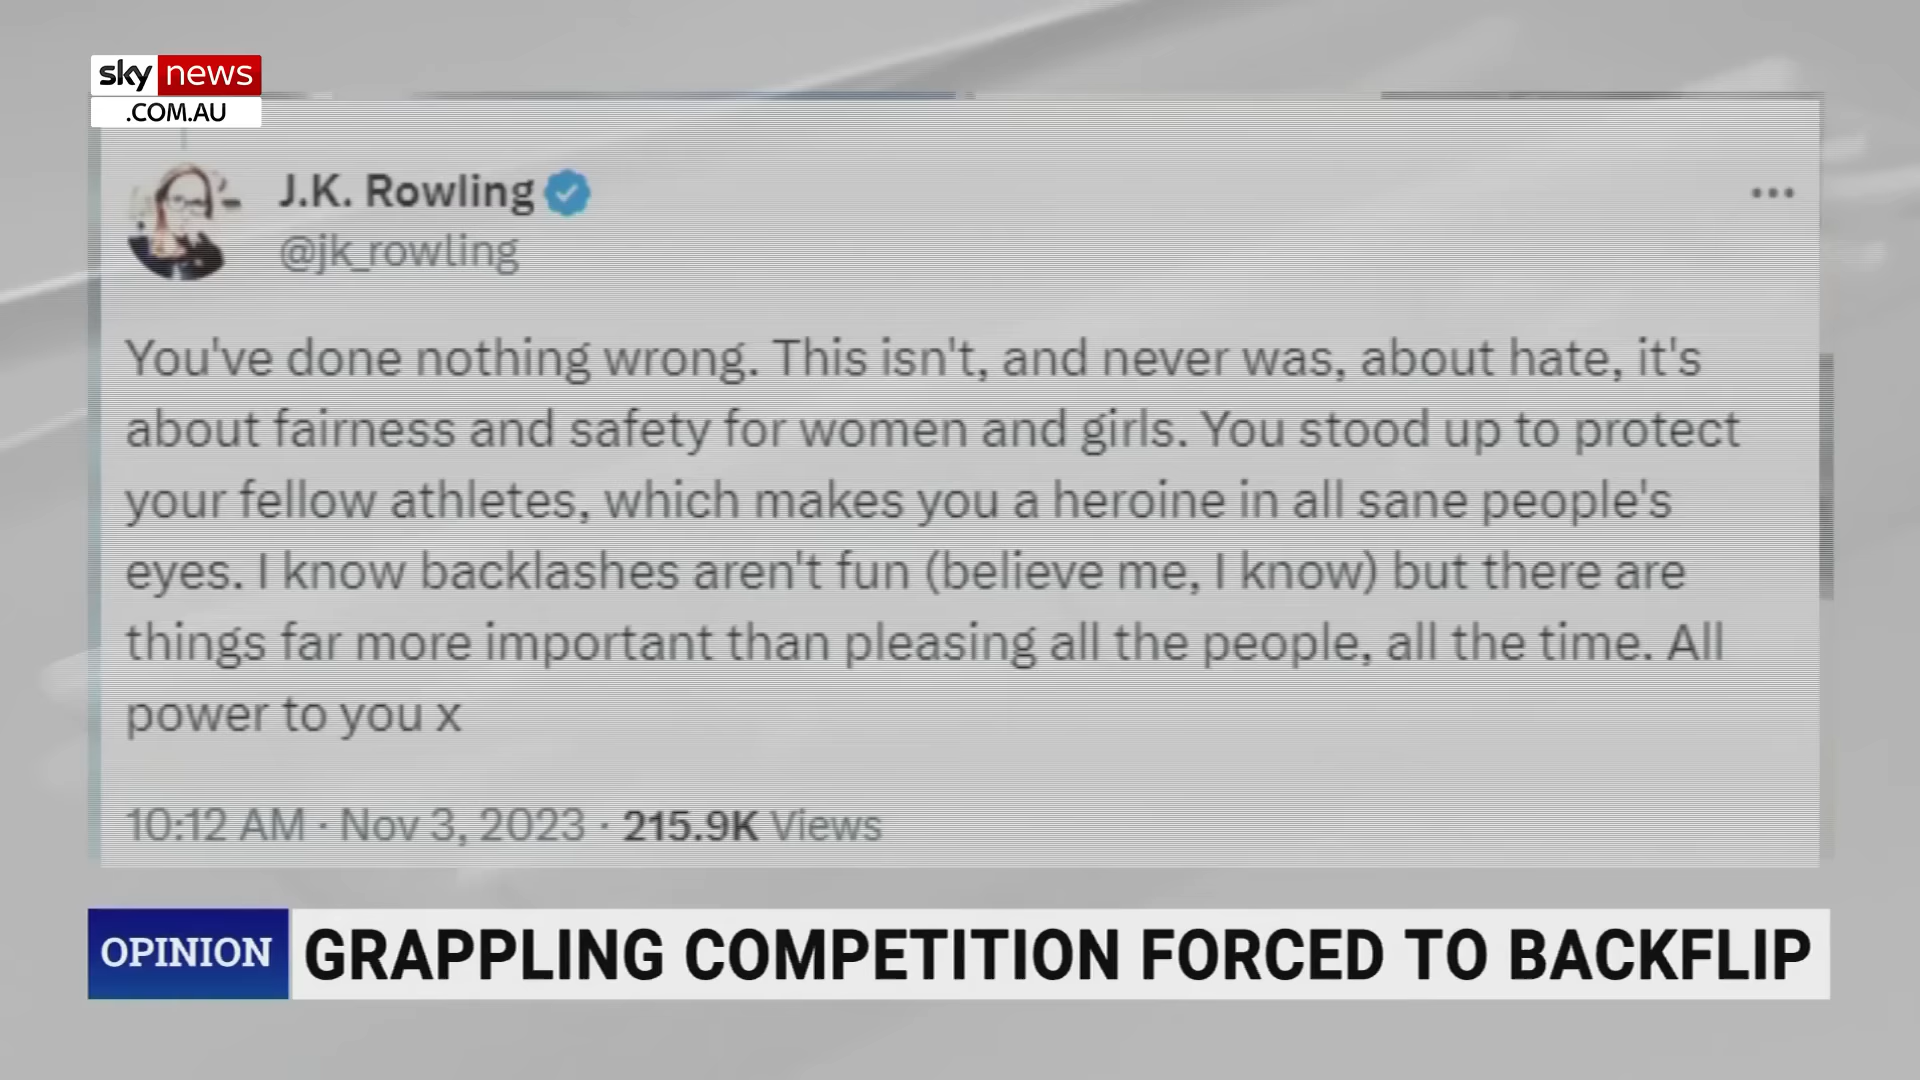 sky news
.COM.AU
J.K. Rowling
@jk_rowling
You've done nothing wrong. This isn't, and never was, about hate, it's
about fairness and safety for women and girls. You stood up to protect
your fellow athletes, which makes you a heroine in all sane people's
eyes. I know backlashes aren't fun (believe me, I know) but there are
things far more important than pleasing all the people, all the time. All
power to you x
10:12 AM · Nov 3, 2023 · 215.9K Views
OPINION GRAPPLING COMPETITION FORCED TO BACKFLIP